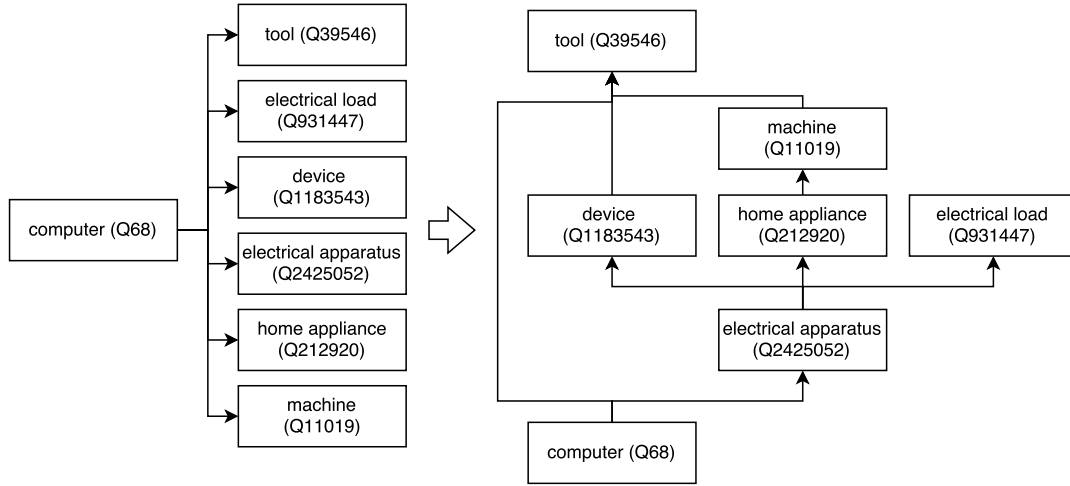 tool (Q39546)
electrical load
(Q931447)
device
(Q1183543)
computer (Q68)
electrical apparatus
(Q2425052)
home appliance
(Q212920)
machine
(Q11019)
tool (Q39546)
machine
(Q11019)
device
(Q1183543)
home appliance
(Q212920)
electrical load
(Q931447)
electrical apparatus
(Q2425052)
computer (Q68)